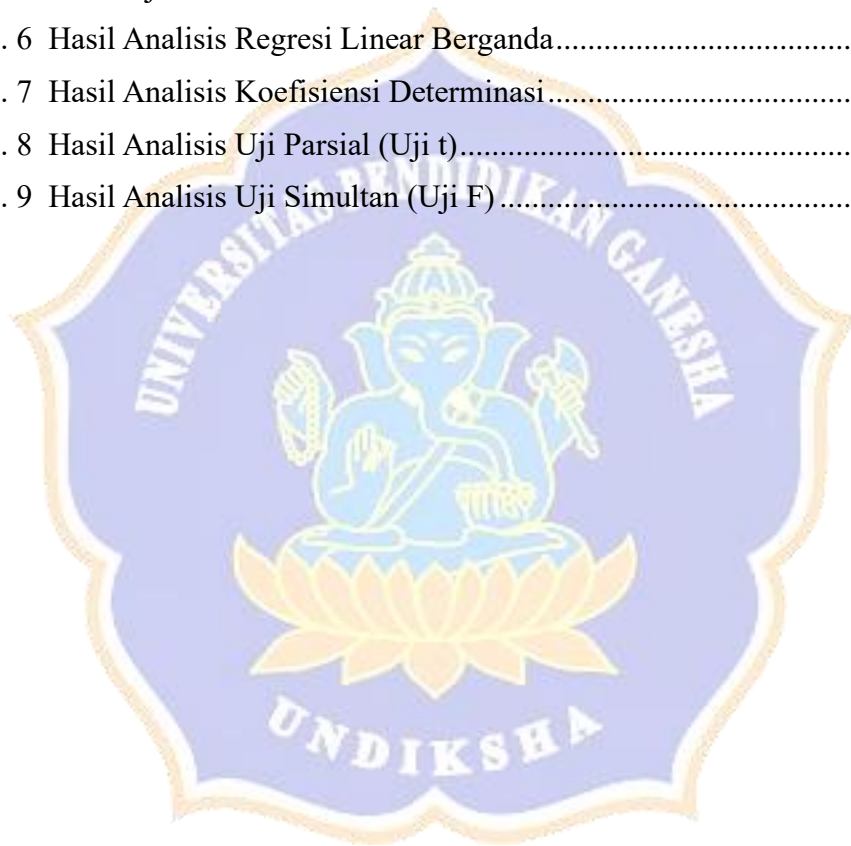 . 6 Hasil Analisis Regresi Linear Berganda
. 7 Hasil Analisis Koefisiensi Determinasi
. 8 Hasil Analisis Uji Parsial (Uji t)
. 9 Hasil Analisis Uji Simultan (Uji F)
UNIVERSITAS PENDIDIKAN GANESHA
UNDIKSHA